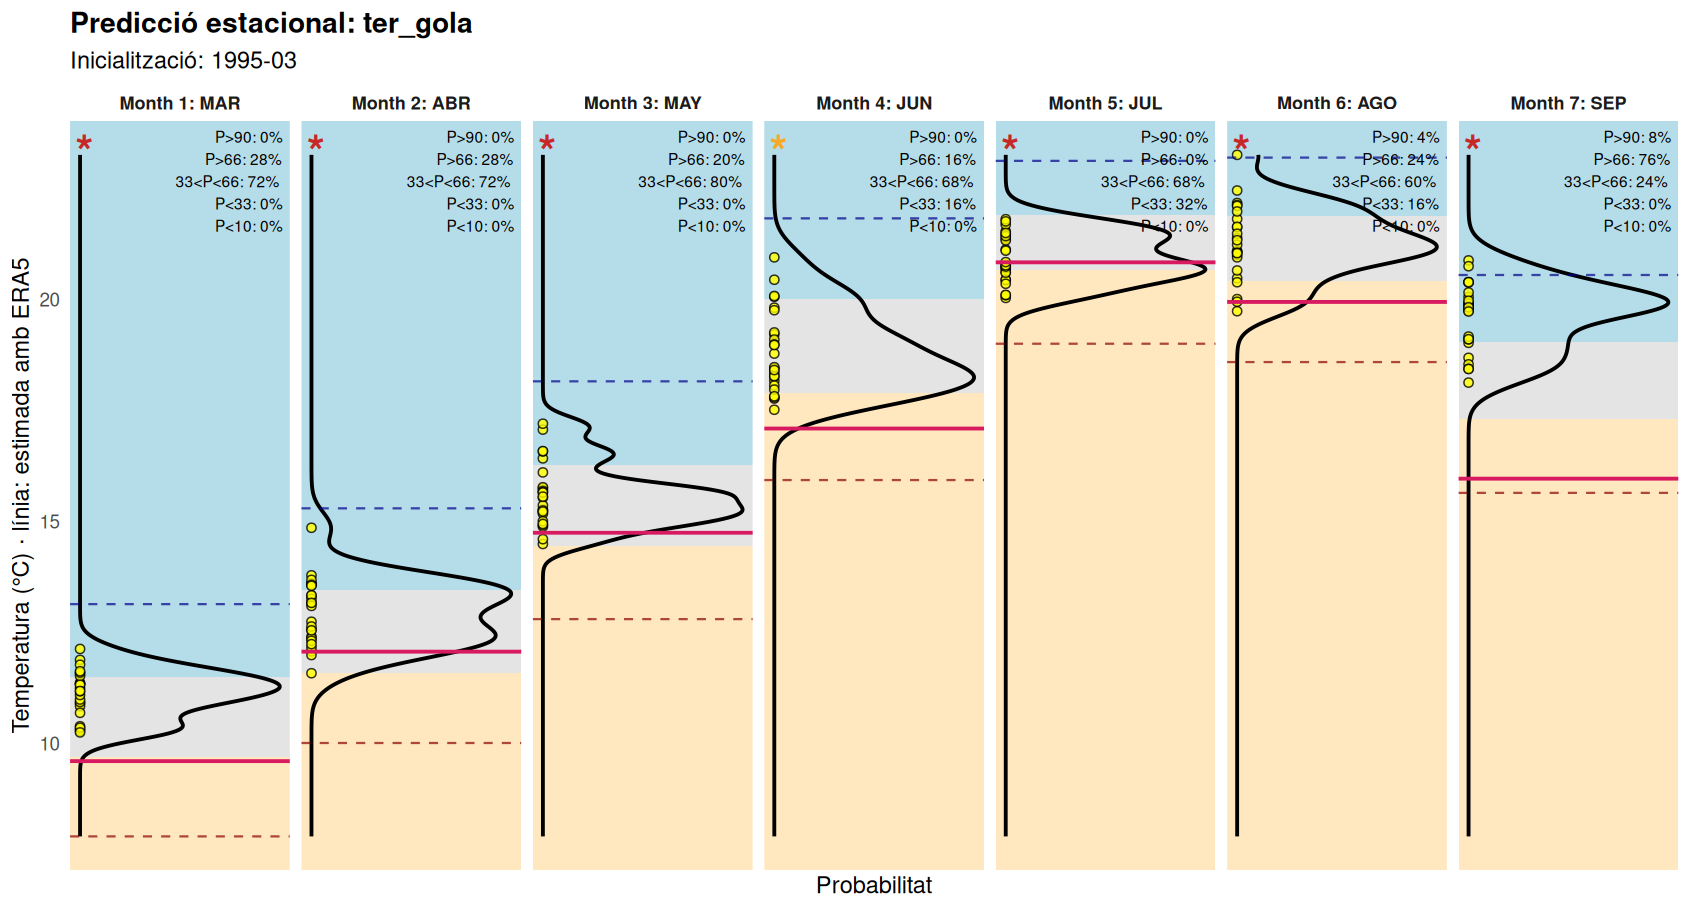 Predicció estacional: ter_gola
Inicialització: 1995-03
Month 1: MAR
Month 2: ABR
Month 3: MAY
Month 4: JUN
Month 5: JUL
Month 6: AGO
Month 7: SEP
P>90: 0%
P>66: 28%
33<P<66: 72%
P<33: 0%
P<10: 0%
P>90: 0%
P>66: 28%
33<P<66: 72%
P<33: 0%
P<10: 0%
P>90: 0%
P>66: 20%
33<P<66: 80%
P<33: 0%
P<10: 0%
P>90: 0%
P>66: 16%
33<P<66: 68%
P<33: 16%
P<10: 0%
P>90: 0%
P>66: 0%
33<P<66: 68%
P<33: 32%
P<10: 0%
P>90: 4%
P>66: 24%
33<P<66: 60%
P<33: 16%
P<10: 0%
P>90: 8%
P>66: 76%
33<P<66: 24%
P<33: 0%
P<10: 0%
Temperatura (°C) · línia: estimada amb ERA5
20
15
10
Probabilitat